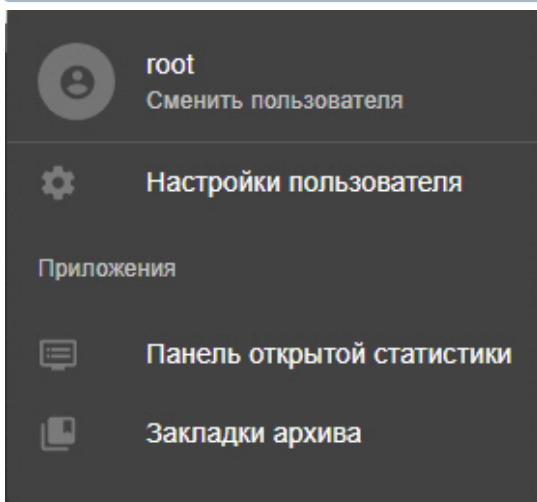 root
Сменить пользователя
Настройки пользователя
Приложения
Панель открытой статистики
Закладки архива